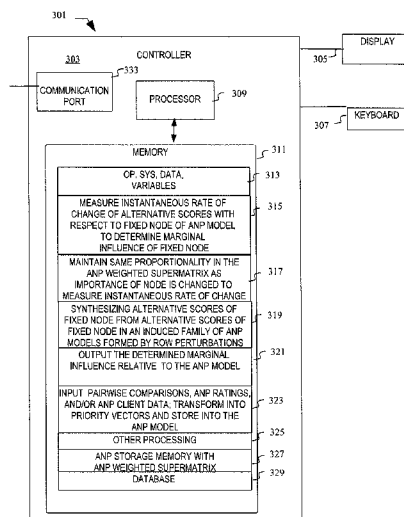 301
DISPLAY
CONTROLLER
305
303
333
COMMUNICATION
PORT
PROCESSOR
309
KEYBOARD
307
MEMORY
311
OP. SYS, DATA,
VARIABLES
313
MEASURE INSTANTANEOUS RATE OF
CHANGE OF ALTERNATIVE SCORES WITH
RESPECT TO FIXED NODE OF ANP MODEL
TO DETERMINE MARGINAL
INFLUENCE OF FIXED NODE
315
MAINTAIN SAME PROPORTIONALITY IN THE
ANP WEIGHTED SUPERMATRIX AS
IMPORTANCE OF NODE IS CHANGED TO
MEASURE INSTANTANEOUS RATE OF CHANGE
317
SYNTHESIZING ALTERNATIVE SCORES OF
FIXED NODE FROM ALTERNATIVE SCORES OF
FIXED NODE IN AN INDUCED FAMILY OF ANP
MODELS FORMED BY ROW PERTURBATIONS
319
OUTPUT THE DETERMINED MARGINAL
INFLUENCE RELATIVE TO THE ANP MODEL
321
INPUT PAIRWISE COMPARISONS, ANP RATINGS,
AND/OR ANP CLIENT DATA; TRANSFORM INTO
PRIORITY VECTORS AND STORE INTO THE
ANP MODEL
323
OTHER PROCESSING
325
ANP STORAGE MEMORY WITH
ANP WEIGHTED SUPERMATRIX
327
DATABASE
329